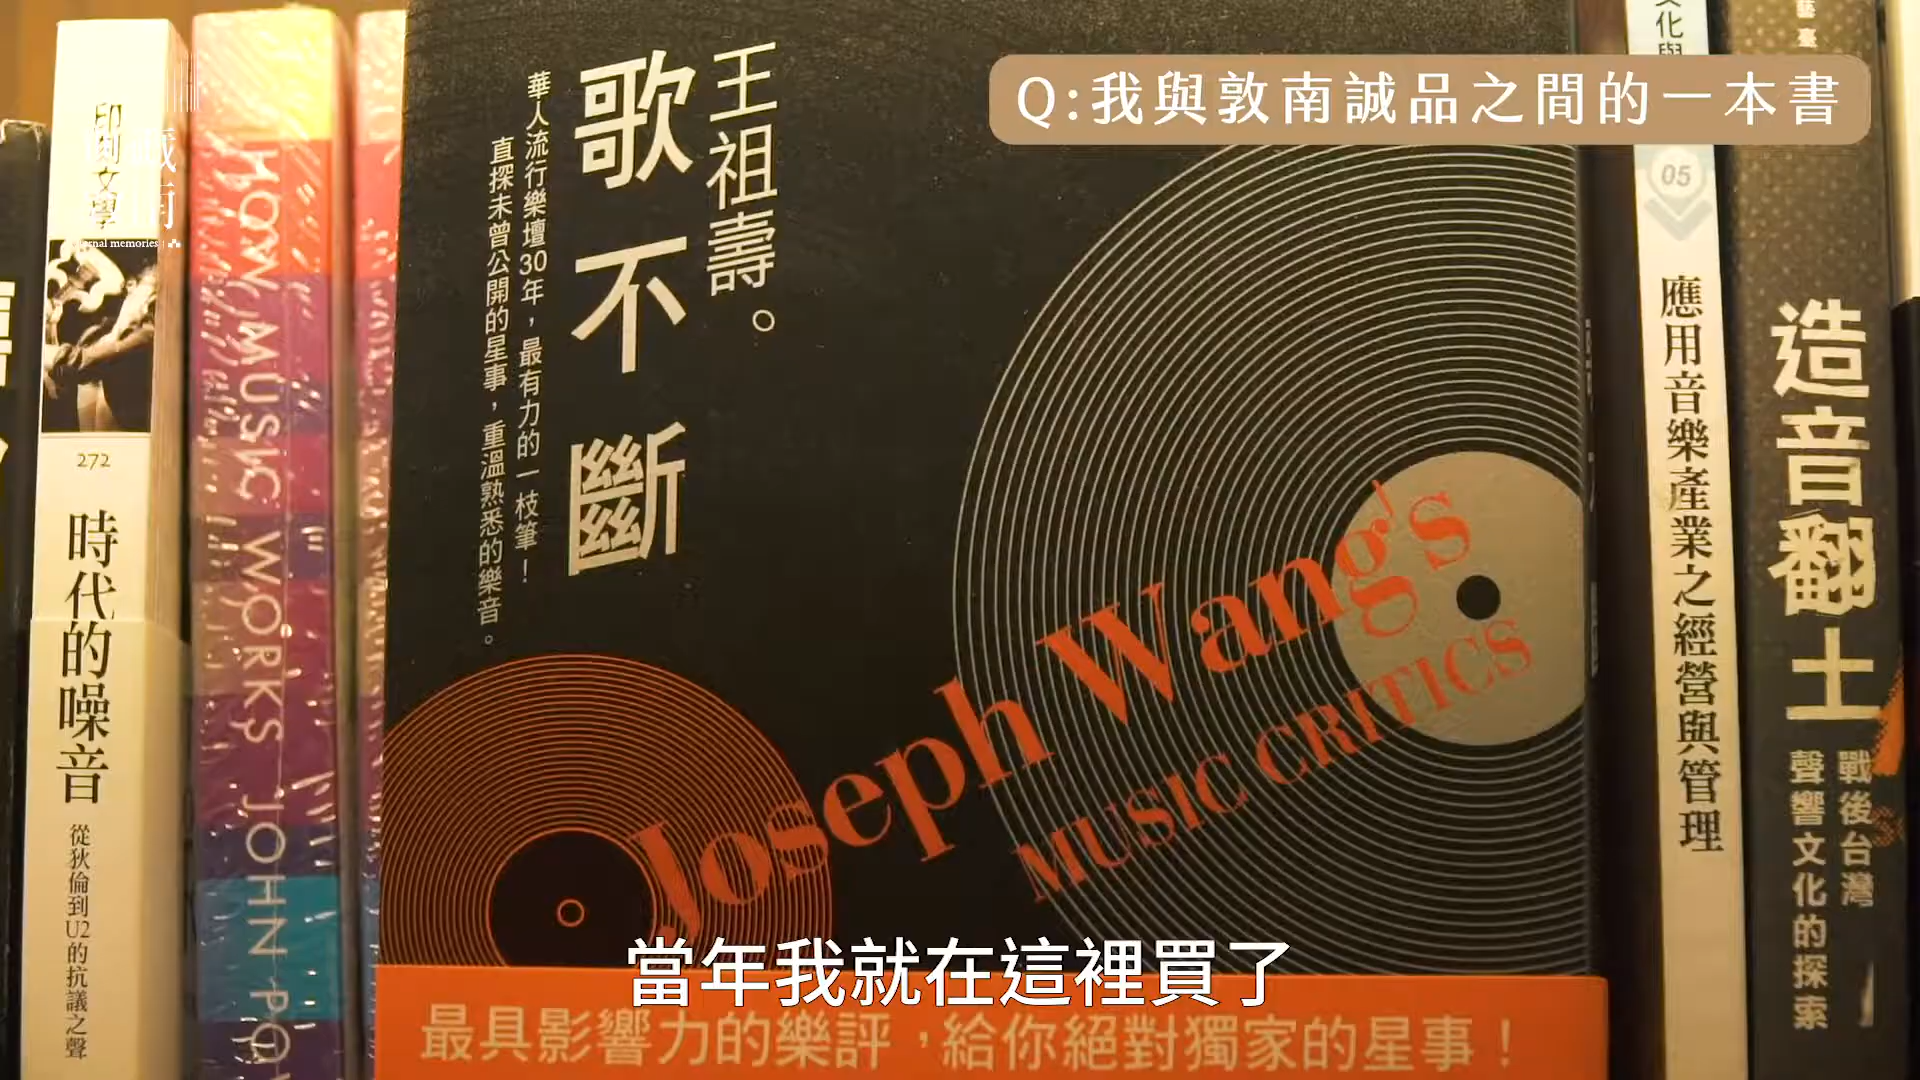 Q:我與敦南誠品之間的一本書
印刻文學
272
時代的噪音
從狄倫到U2的抗議之聲
HOW MUSIC WORKS JOHN PO
王祖壽。
歌不斷
華人流行樂壇30年，最有力的一枝筆！
直探未曾公開的星事，重溫熟悉的樂音。
Joseph Wang's
MUSIC CRITICS
最具影響力的樂評，給你絕對獨家的星事！
05
應用音樂產業之經營與管理
造音翻土
戰後台灣
聲響文化的探索
當年我就在這裡買了